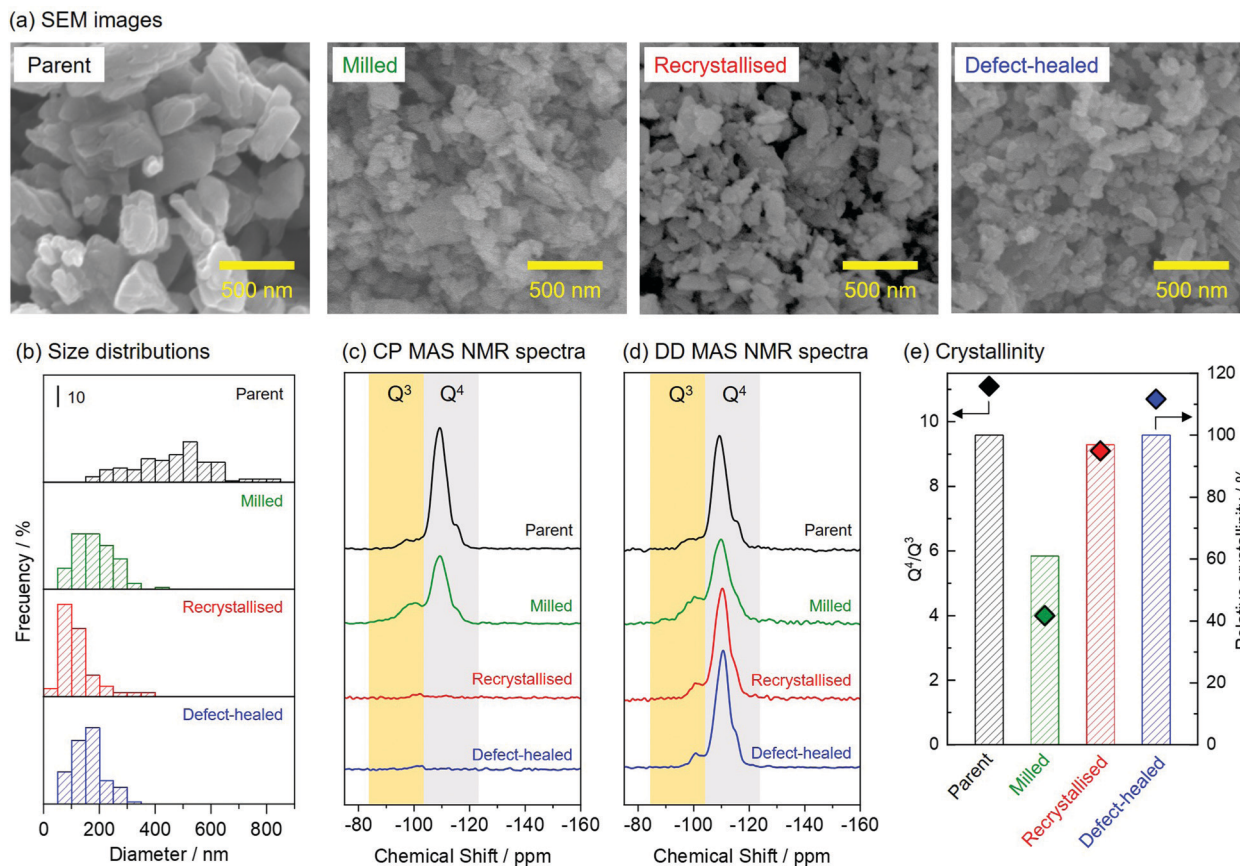 (a) SEM images
Parent
Milled
Recrystallised
Defect-healed
500 nm
500 nm
500 nm
500 nm
(b) Size distributions
10
Parent
Milled
Recrystallised
Defect-healed
Frecuency / %
0
200
400
600
800
Diameter / nm
(c) CP MAS NMR spectra
Q³
Q⁴
Parent
Milled
Recrystallised
Defect-healed
-80
-100
-120
-140
-160
Chemical Shift / ppm
(d) DD MAS NMR spectra
Q³
Q⁴
Parent
Milled
Recrystallised
Defect-healed
-80
-100
-120
-140
-160
Chemical Shift / ppm
(e) Crystallinity
10
8
6
4
2
0
Q⁴/Q³
120
100
80
60
40
20
0
Relative crystallinity / %
Parent
Milled
Recrystallised
Defect-healed